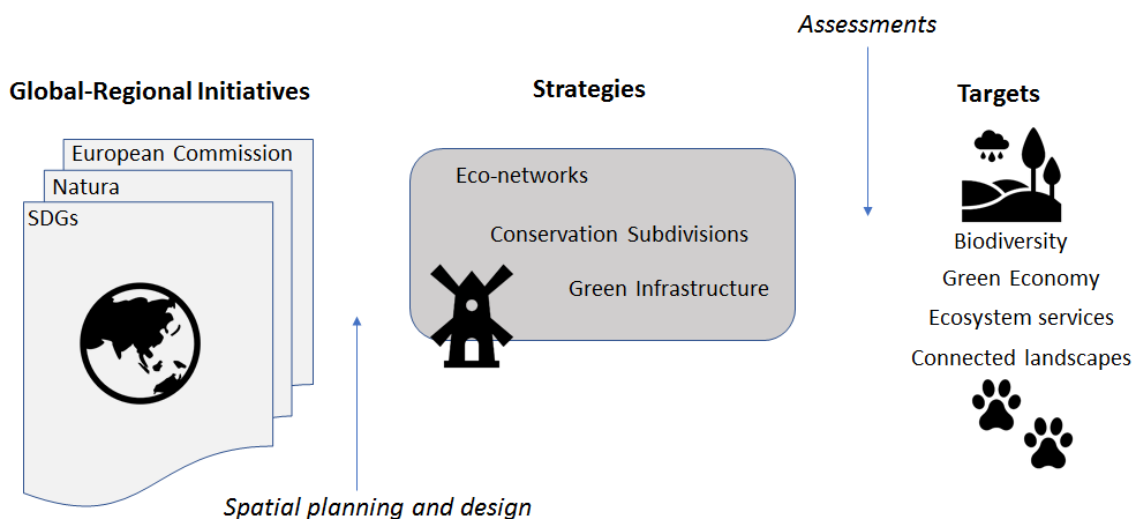 Assessments
Global-Regional Initiatives
Strategies
Targets
European Commission
Natura
SDGs
Eco-networks
Conservation Subdivisions
Green Infrastructure
Biodiversity
Green Economy
Ecosystem services
Connected landscapes
Spatial planning and design